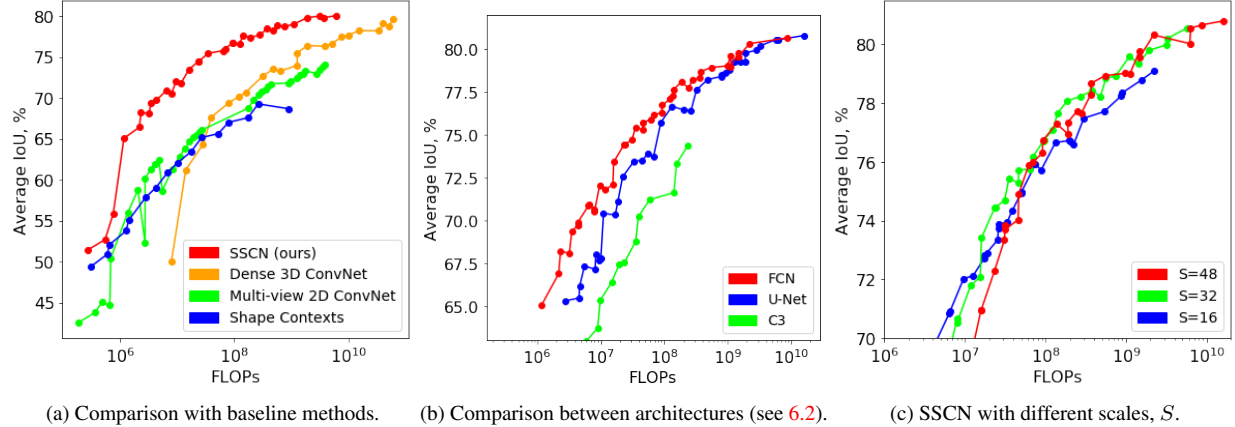 80
75
70
65
60
55
50
45
Average IoU, %
10^6
10^8
10^10
FLOPs
SSCN (ours)
Dense 3D ConvNet
Multi-view 2D ConvNet
Shape Contexts
(a) Comparison with baseline methods.
80.0
77.5
75.0
72.5
70.0
67.5
65.0
Average IoU, %
10^6
10^7
10^8
10^9
10^10
FLOPs
FCN
U-Net
C3
(b) Comparison between architectures (see 6.2).
80
78
76
74
72
70
Average IoU, %
10^6
10^7
10^8
10^9
10^10
FLOPs
S=48
S=32
S=16
(c) SSCN with different scales, S.